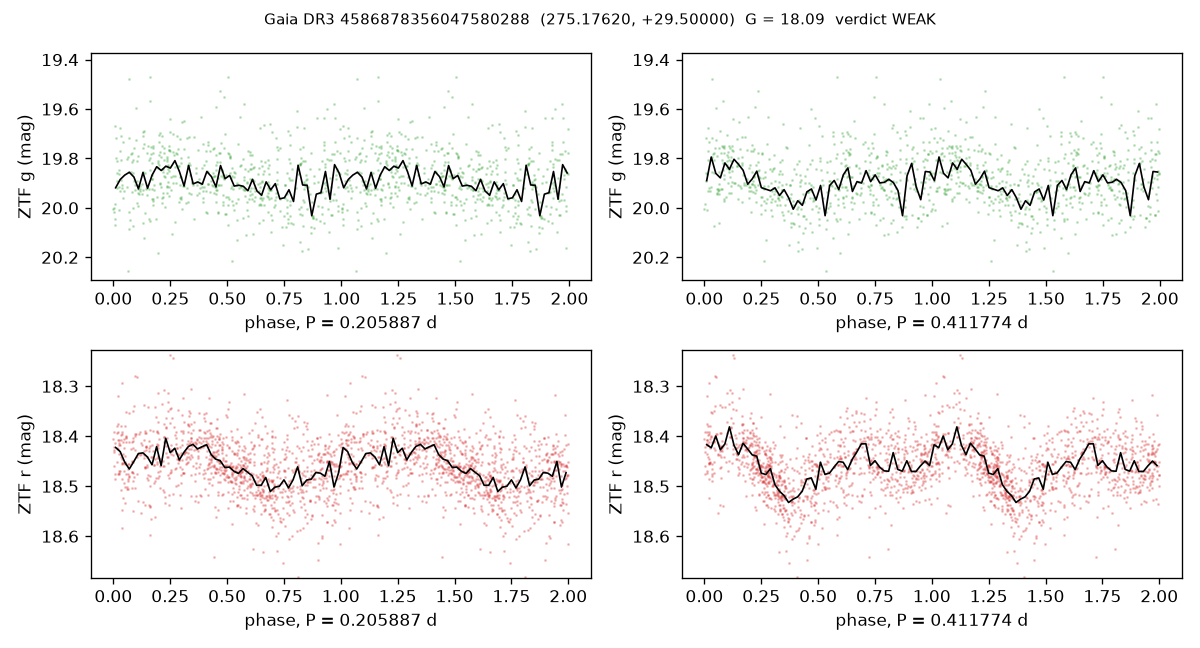 Gaia DR3 4586878356047580288 (275.17620, +29.50000) G = 18.09 verdict WEAK
19.4
19.6
19.8
20.0
20.2
ZTF g (mag)
0.00 0.25 0.50 0.75 1.00 1.25 1.50 1.75 2.00
phase, P = 0.205887 d
19.4
19.6
19.8
20.0
20.2
ZTF g (mag)
0.00 0.25 0.50 0.75 1.00 1.25 1.50 1.75 2.00
phase, P = 0.411774 d
18.3
18.4
18.5
18.6
ZTF r (mag)
0.00 0.25 0.50 0.75 1.00 1.25 1.50 1.75 2.00
phase, P = 0.205887 d
18.3
18.4
18.5
18.6
ZTF r (mag)
0.00 0.25 0.50 0.75 1.00 1.25 1.50 1.75 2.00
phase, P = 0.411774 d